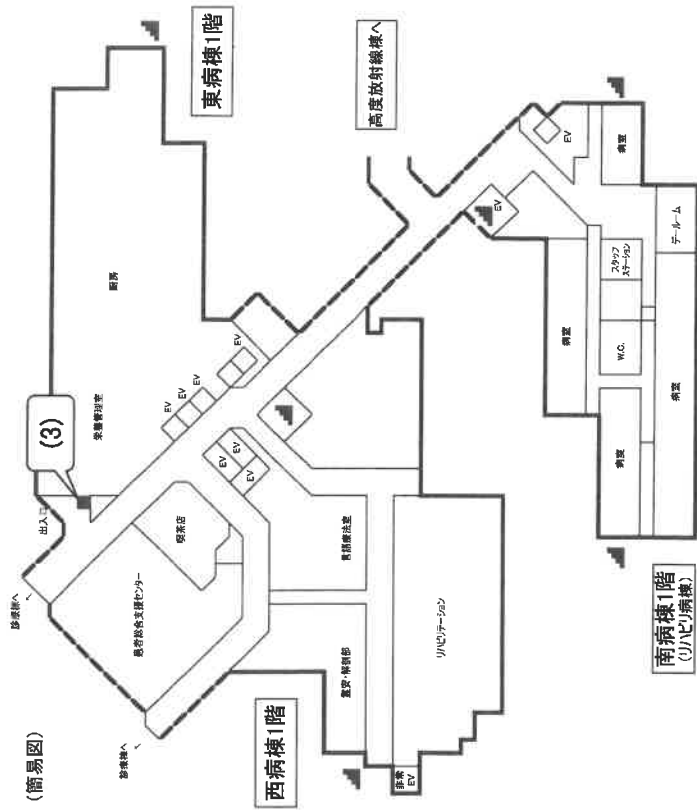 (簡易図)
診療棟へ
診療棟へ
出入口
(3)
栄養管理室
厨房
東病棟1階
患者総合支援センター
喫茶店
EV
EV
EV
EV
EV
EV
EV
高度放射線棟へ
西病棟1階
霊安・解剖部
言語療法室
リハビリテーション
非常
EV
EV
EV
病室
病室
スタッフ
ステーション
W.C.
病室
デールーム
病室
南病棟1階
(リハビリ病棟)